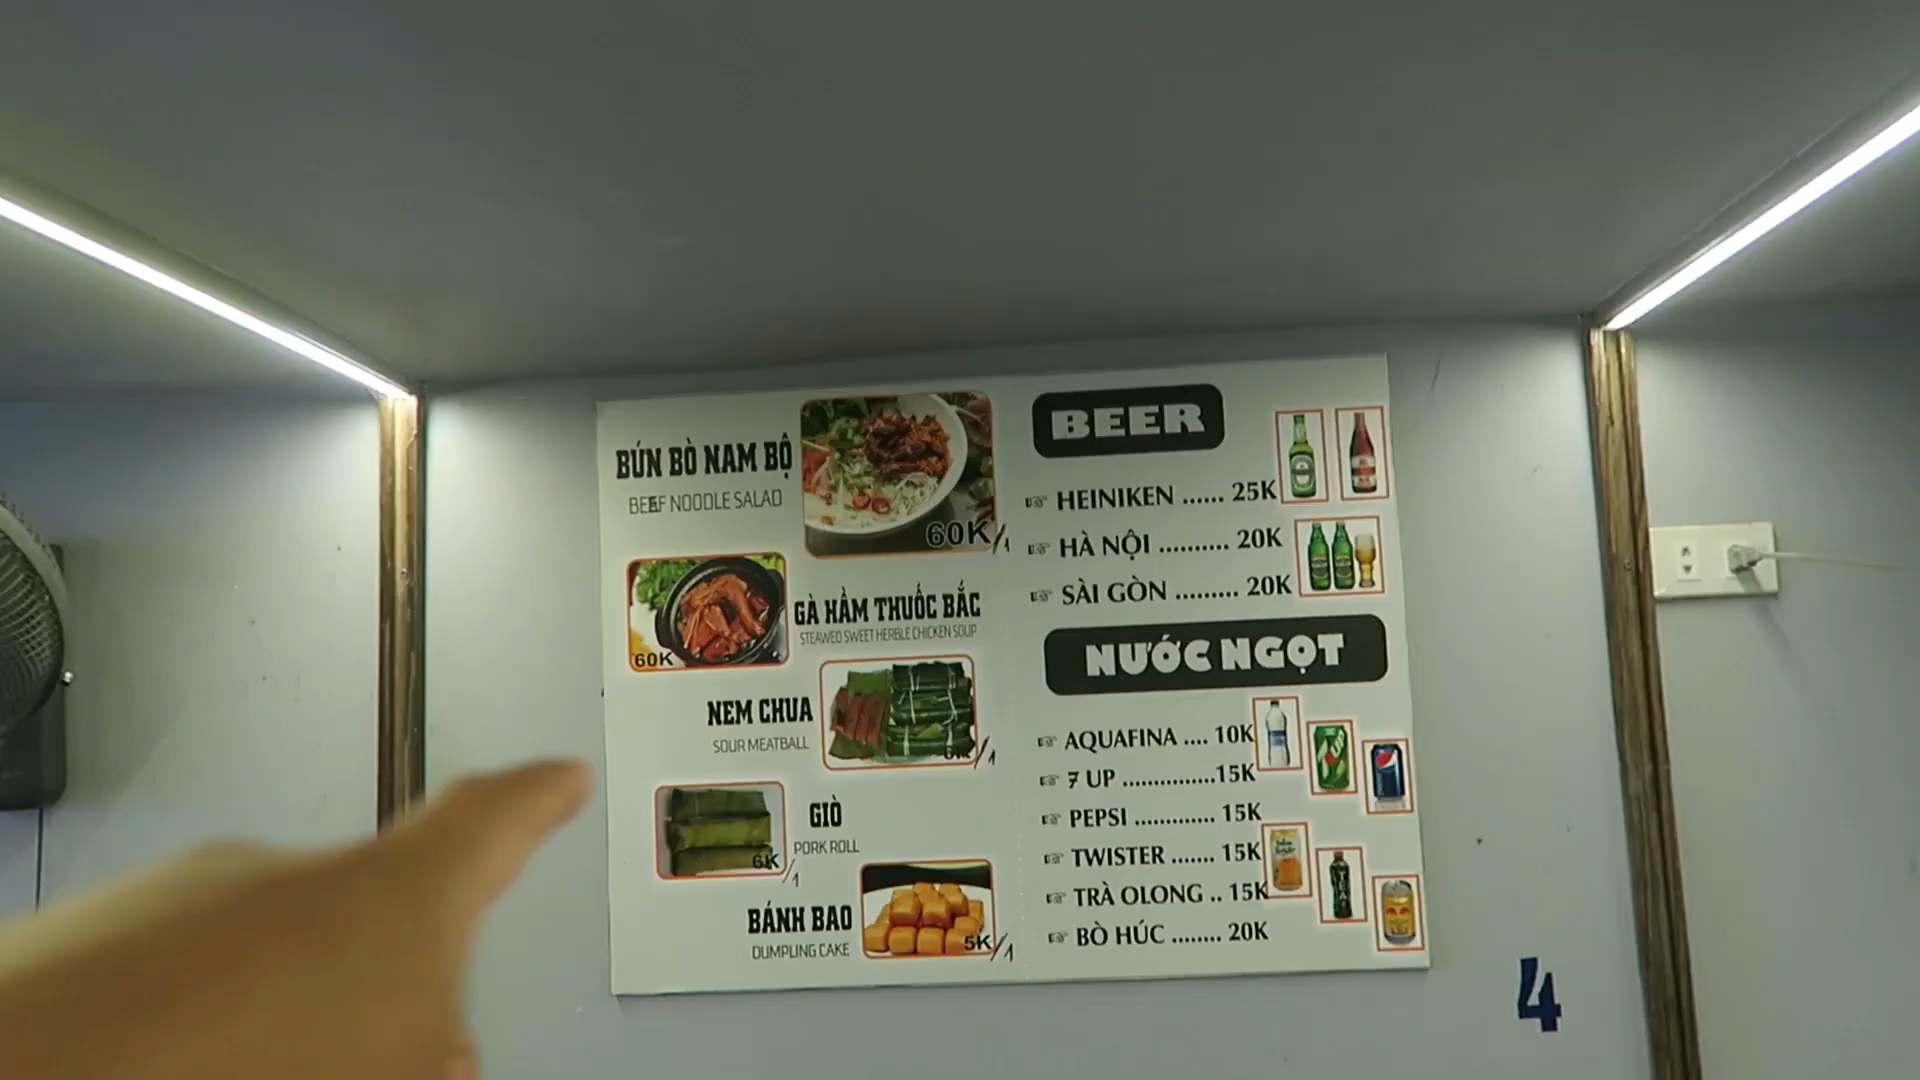 BÚN BÒ NAM BỘ
BEEF NOODLE SALAD
60K/1
GÀ HẦM THUỐC BẮC
STEAWED SWEET HERBLE CHICKEN SOUP
60K
NEM CHUA
SOUR MEATBALL
6K/1
GIÒ
PORK ROLL
6K/1
BÁNH BAO
DUMPLING CAKE
5K/1
BEER
HEINIKEN ...... 25K
HÀ NỘI .......... 20K
SÀI GÒN ......... 20K
NƯỚC NGỌT
AQUAFINA .... 10K
7 UP ...............15K
PEPSI ............. 15K
TWISTER ....... 15K
TRÀ OLONG .. 15K
BÒ HÚC ........ 20K
4